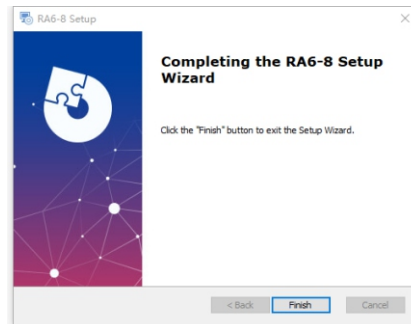 RA6-8 Setup
Completing the RA6-8 Setup
Wizard
Click the "Finish" button to exit the Setup Wizard.
< Back
Finish
Cancel